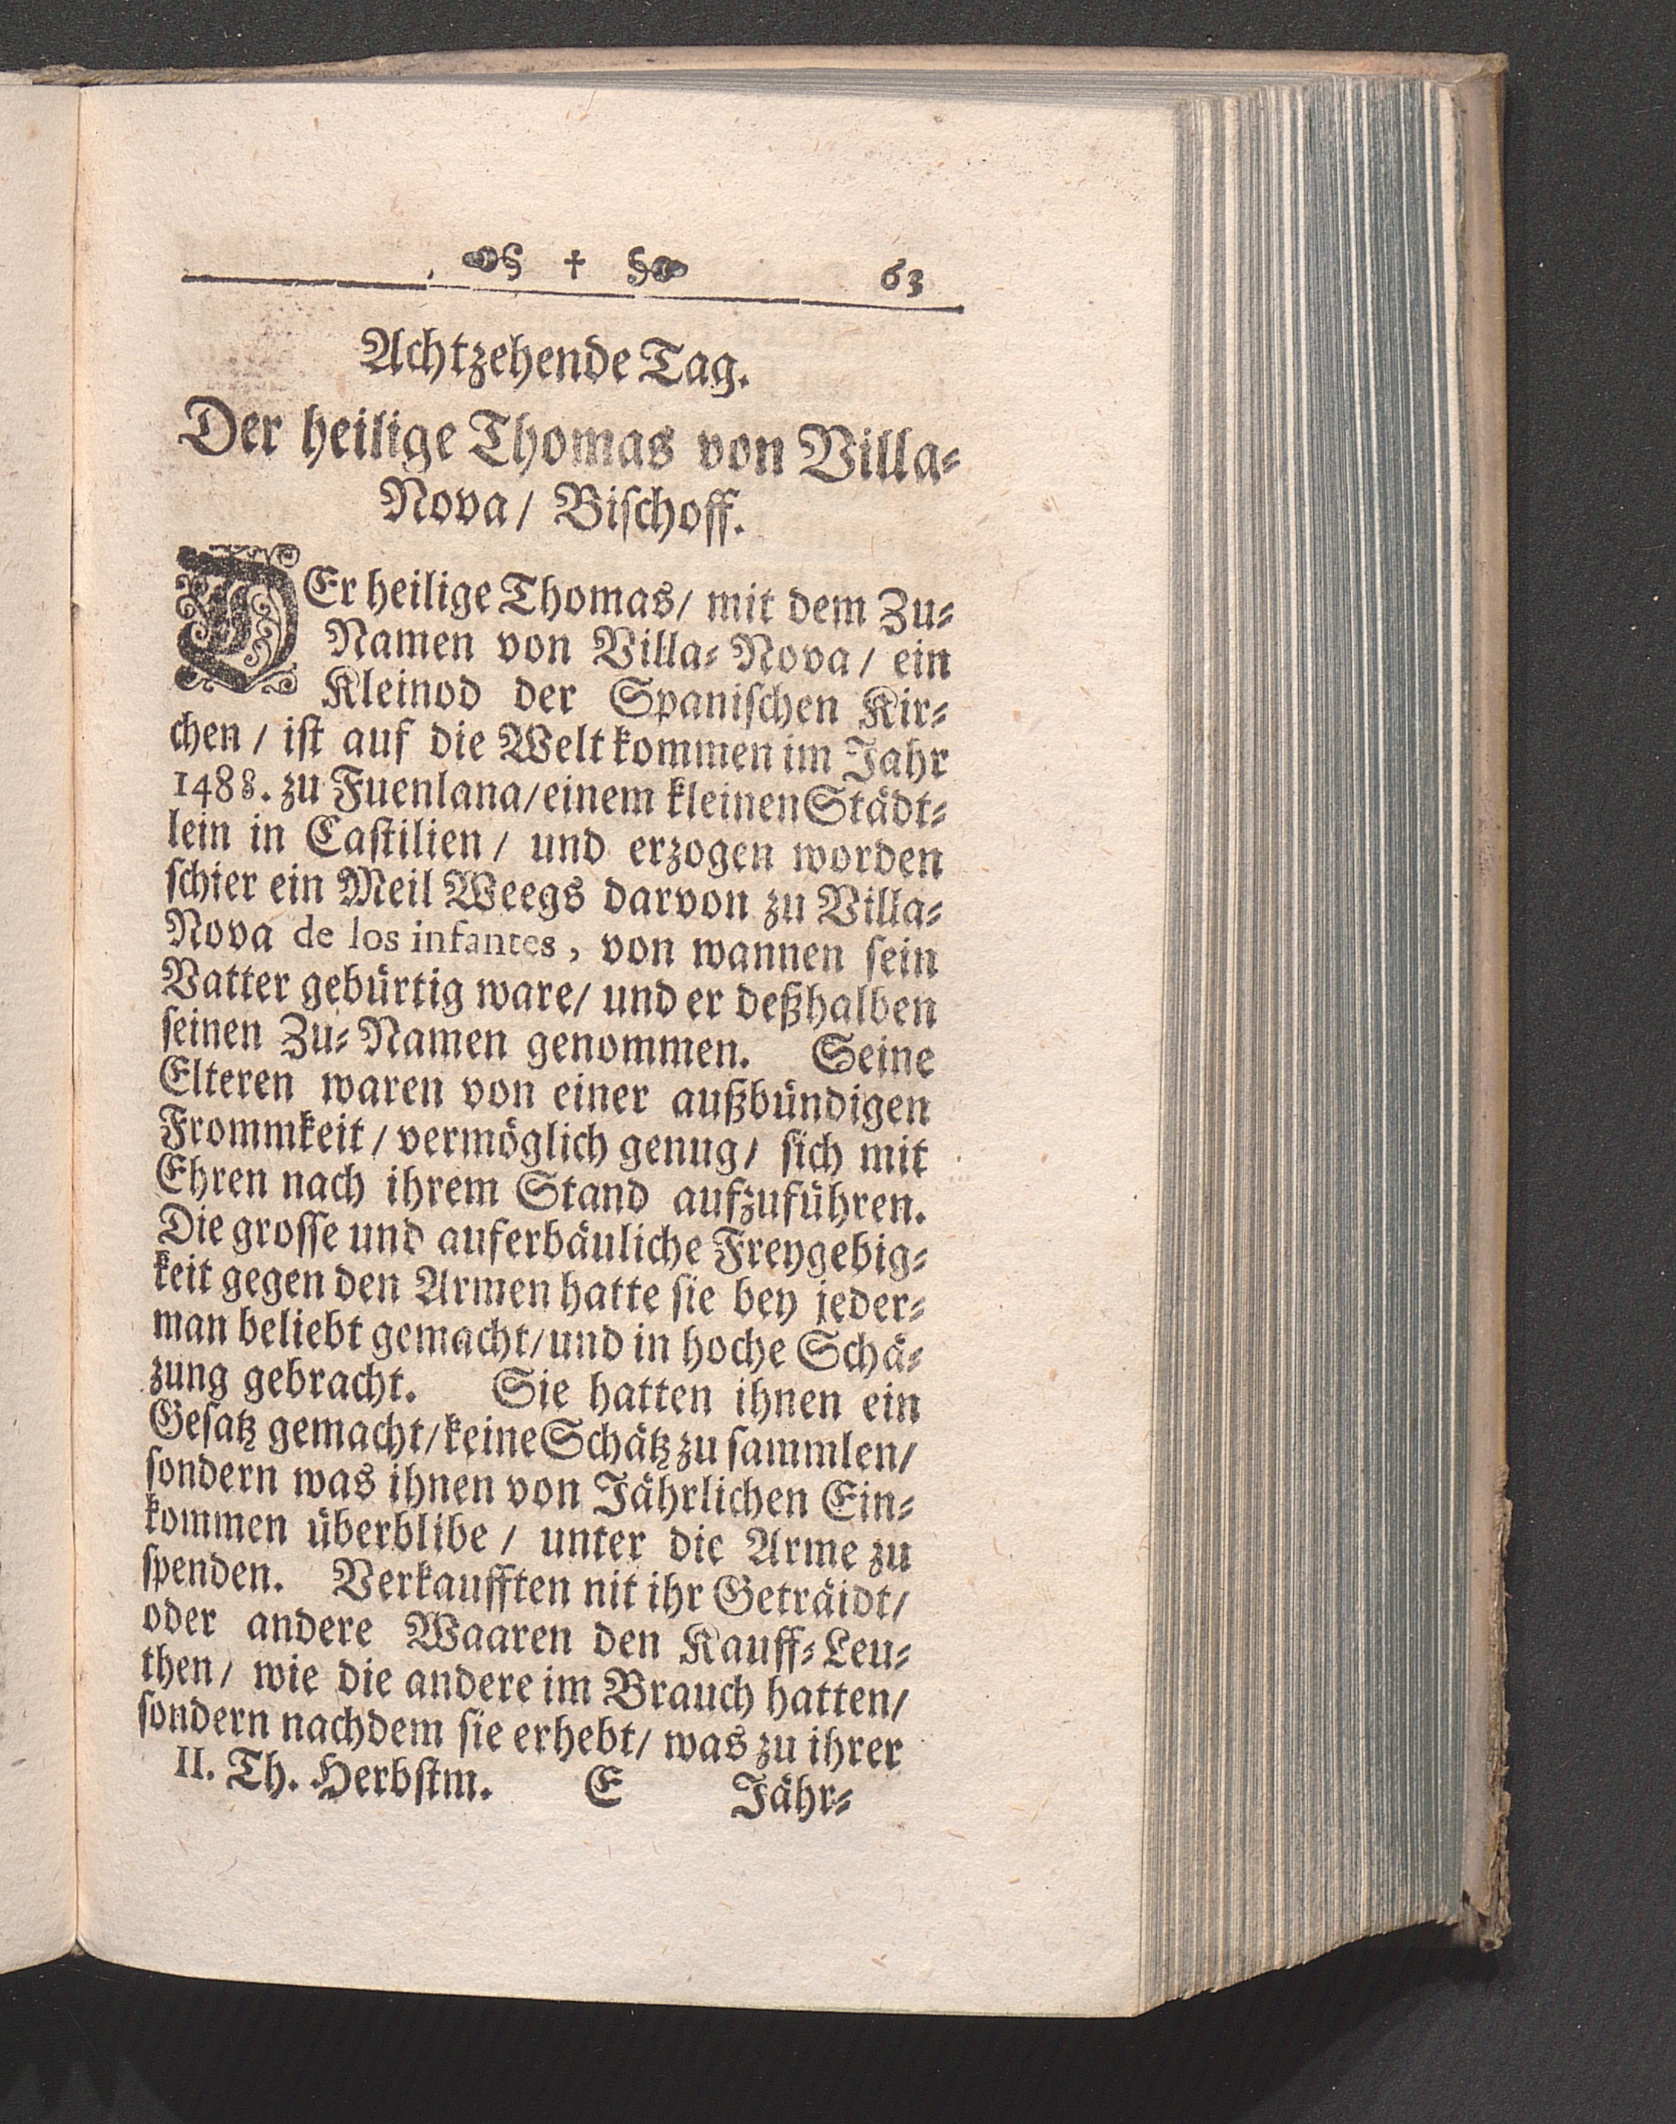 † 63
Achtzehende Tag.
Der heilige Thomas von Villa-
Nova/ Bischoff.
DEr heilige Thomas/ mit dem Zu-
Namen von Villa-Nova/ ein
Kleinod der Spanischen Kir-
chen/ ist auf die Welt kommen im Jahr
1488. zu Fuenlana/ einem kleinen Städt-
lein in Castilien/ und erzogen worden
schier ein Meil Weegs darvon zu Villa-
Nova de los infantes, von wannen sein
Vatter gebürtig ware/ und er deßhalben
seinen Zu-Namen genommen. Seine
Elteren waren von einer außbündigen
Frommkeit/ vermöglich genug/ sich mit
Ehren nach ihrem Stand aufzuführen.
Die grosse und auferbäuliche Freygebig-
keit gegen den Armen hatte sie bey jeder-
man beliebt gemacht/ und in hoche Schä-
zung gebracht. Sie hatten ihnen ein
Gesatz gemacht/ keine Schätz zu sammlen/
sondern was ihnen von Jährlichen Ein-
kommen überblibe/ unter die Arme zu
spenden. Verkaufften nit ihr Geträidt/
oder andere Waaren den Kauff-Leu-
then/ wie die andere im Brauch hatten/
sondern nachdem sie erhebt/ was zu ihrer
II. Th. Herbstm. E Jähr-